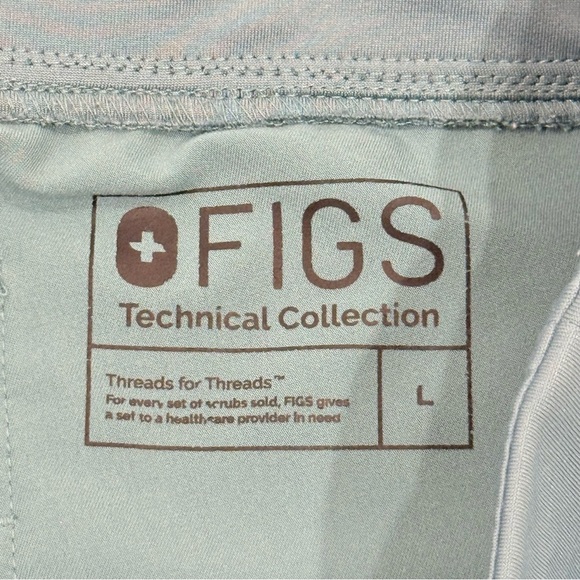 FIGS
Technical Collection
Threads for Threads™
For every set of scrubs sold, FIGS gives
a set to a healthcare provider in need
L